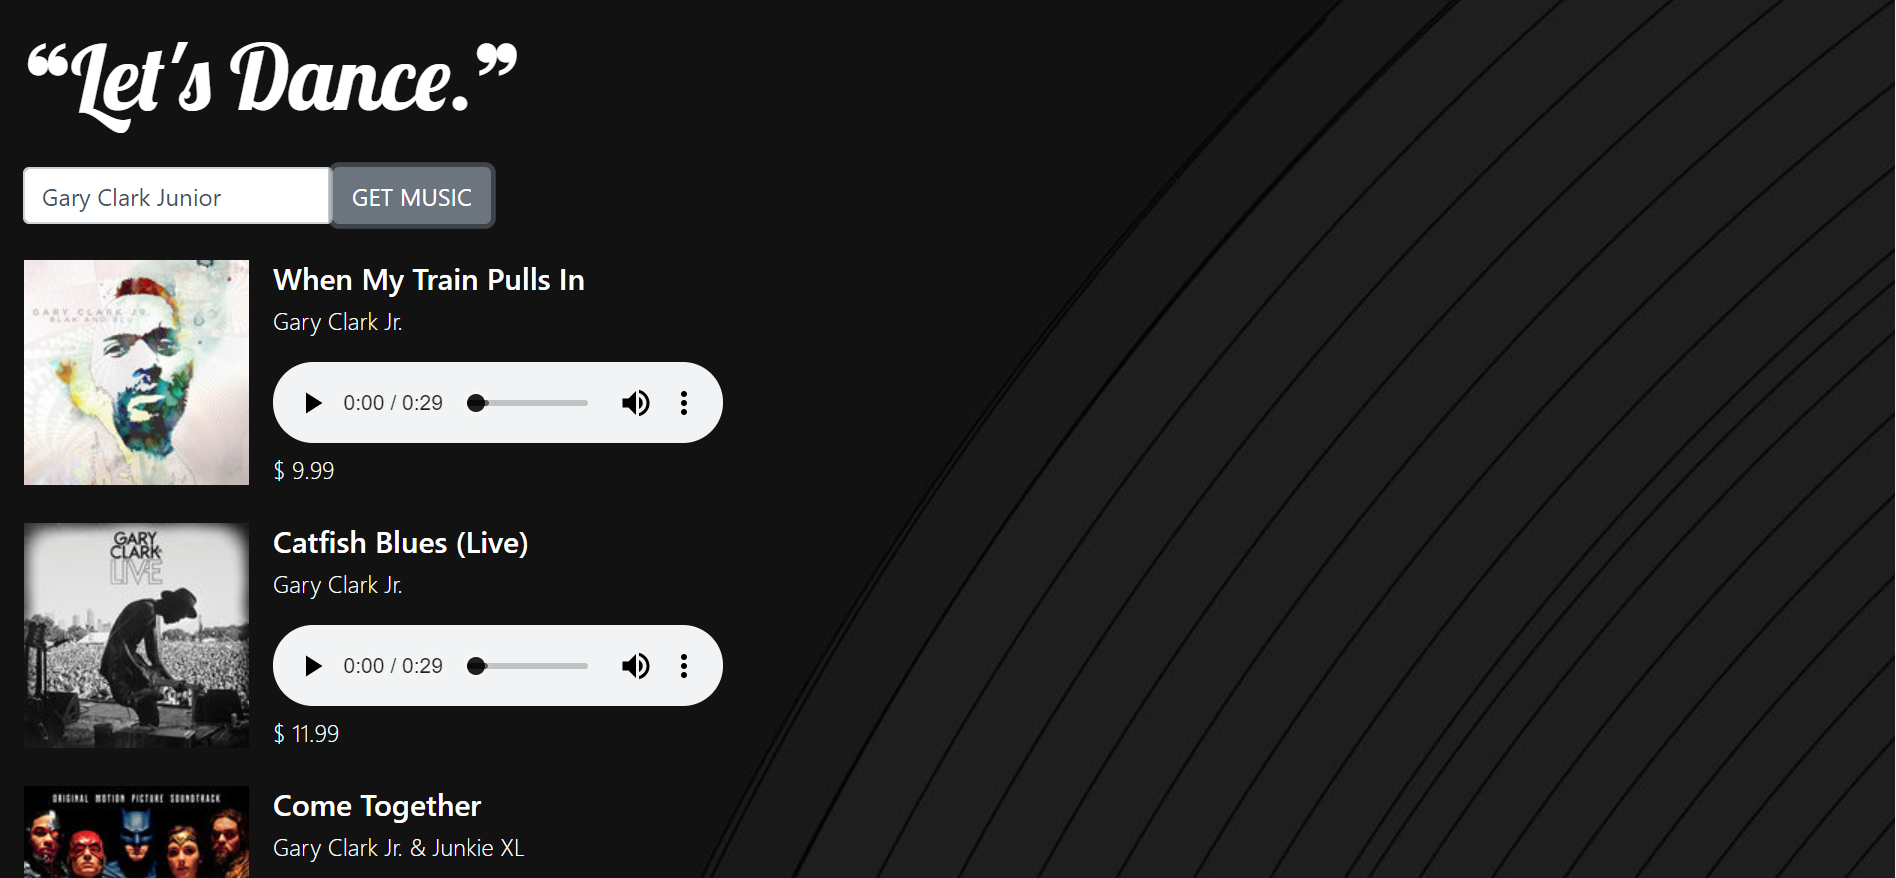 “Let's Dance.”
Gary Clark Junior
GET MUSIC
GARY CLARK JR.
BLAK AND BLU
When My Train Pulls In
Gary Clark Jr.
0:00 / 0:29
$ 9.99
GARY
CLARK JR
LIVE
Catfish Blues (Live)
Gary Clark Jr.
0:00 / 0:29
$ 11.99
ORIGINAL MOTION PICTURE SOUNDTRACK
Come Together
Gary Clark Jr. & Junkie XL